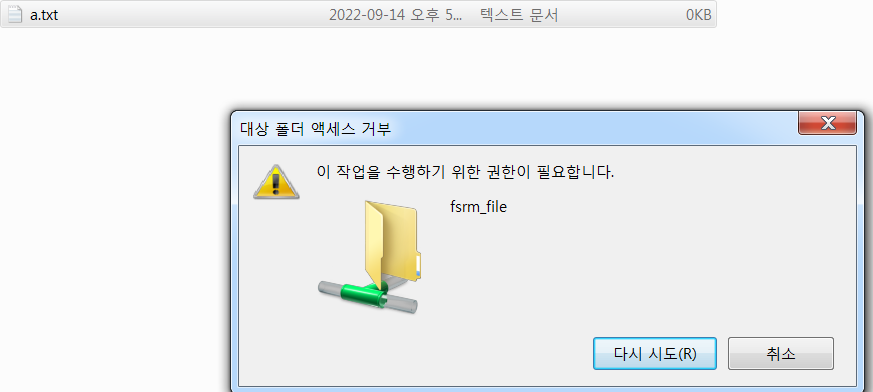 a.txt 2022-09-14 오후 5... 텍스트 문서 0KB
대상 폴더 액세스 거부
이 작업을 수행하기 위한 권한이 필요합니다.
fsrm_file
다시 시도(R) 취소